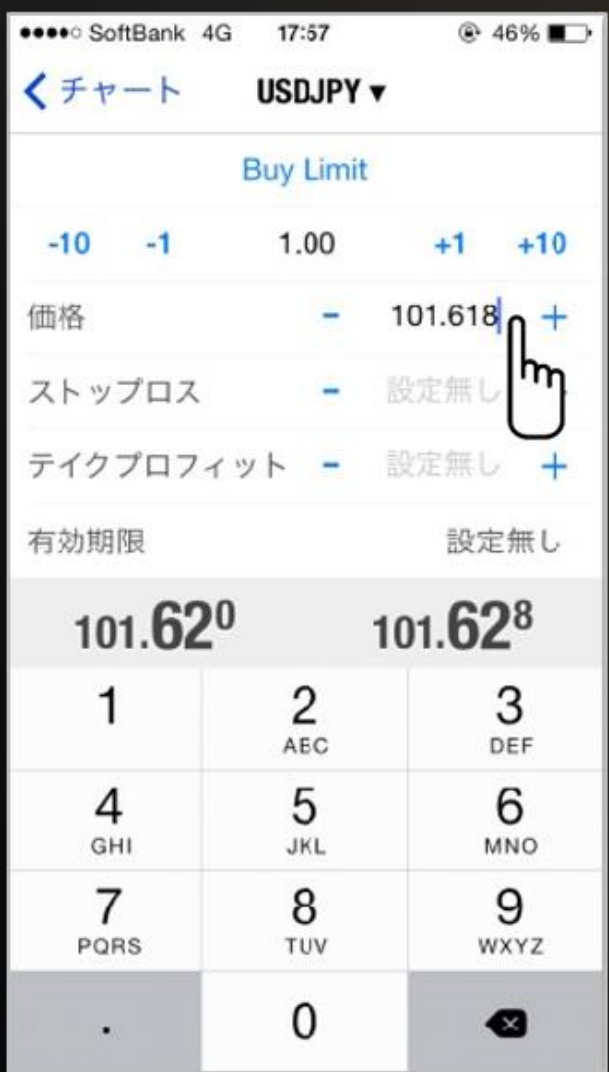 SoftBank 4G 17:57 46%
チャート USDJPY ▼
Buy Limit
-10 -1 1.00 +1 +10
価格 - 101.618 +
ストップロス - 設定無し
テイクプロフィット - 設定無し +
有効期限 設定無し
101.620 101.628
1 2 3
ABC DEF
4 5 6
GHI JKL MNO
7 8 9
PQRS TUV WXYZ
. 0